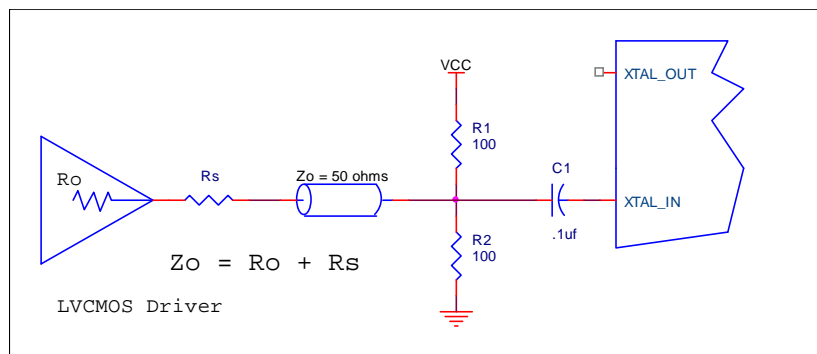 VCC
XTAL_OUT
R1
100
Ro
Rs
Zo = 50 ohms
C1
XTAL_IN
.1uf
R2
100
Zo = Ro + Rs
LVCMOS Driver